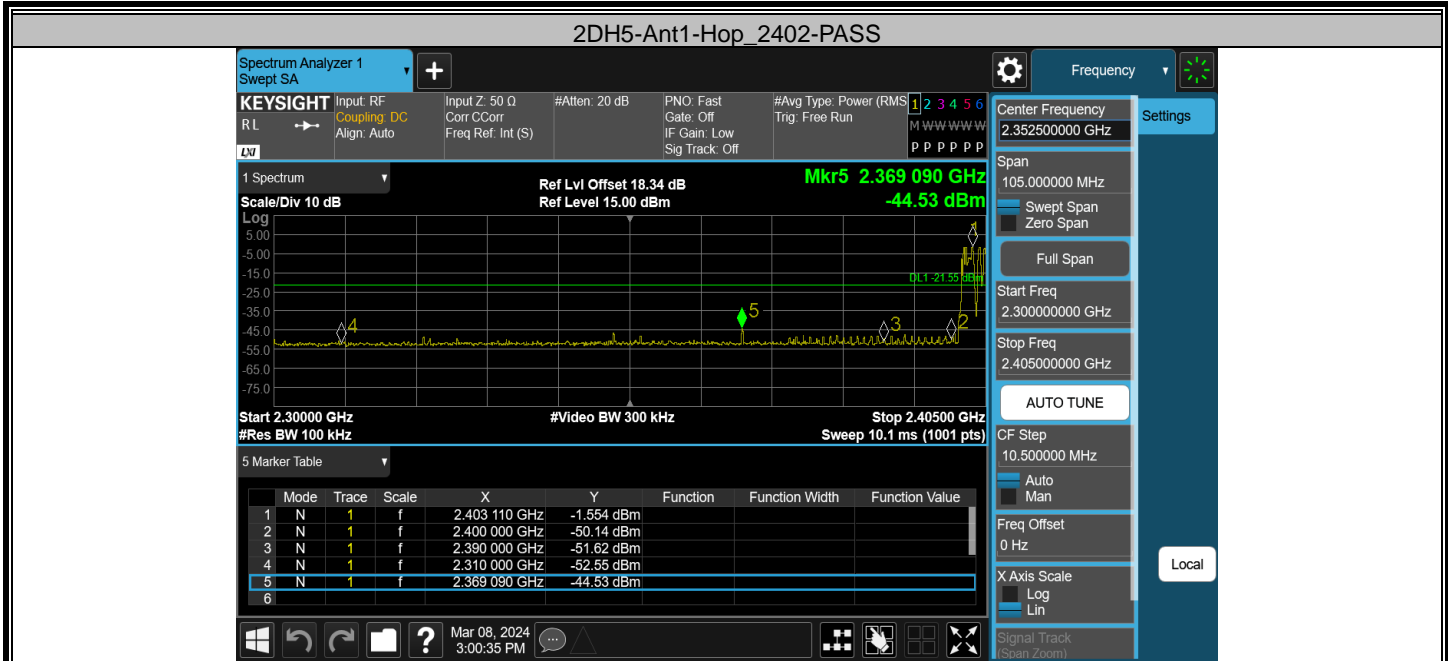 2DH5-Ant1-Hop_2402-PASS
Spectrum Analyzer 1
Swept SA
Frequency
KEYSIGHT
RL
LXI
Input: RF
Coupling: DC
Align: Auto
Input Z: 50 Ω
Corr CCorr
Freq Ref: Int (S)
#Atten: 20 dB
PNO: Fast
Gate: Off
IF Gain: Low
Sig Track: Off
#Avg Type: Power (RMS
Trig: Free Run
1 2 3 4 5 6
M W W W W W
P P P P P P
1 Spectrum
Scale/Div 10 dB
Ref Lvl Offset 18.34 dB
Ref Level 15.00 dBm
Mkr5 2.369 090 GHz
-44.53 dBm
Log
5.00
-5.00
-15.0
-25.0
-35.0
-45.0
-55.0
-65.0
-75.0
DL1 -21.55 dBm
1
4
5
3
2
Start 2.30000 GHz
#Video BW 300 kHz
Stop 2.40500 GHz
#Res BW 100 kHz
Sweep 10.1 ms (1001 pts)
5 Marker Table
Mode Trace Scale X Y Function Function Width Function Value
1 N 1 f 2.403 110 GHz -1.554 dBm
2 N 1 f 2.400 000 GHz -50.14 dBm
3 N 1 f 2.390 000 GHz -51.62 dBm
4 N 1 f 2.310 000 GHz -52.55 dBm
5 N 1 f 2.369 090 GHz -44.53 dBm
6
Mar 08, 2024
3:00:35 PM
Center Frequency
2.352500000 GHz
Span
105.000000 MHz
Swept Span
Zero Span
Full Span
Start Freq
2.300000000 GHz
Stop Freq
2.405000000 GHz
AUTO TUNE
CF Step
10.500000 MHz
Auto
Man
Freq Offset
0 Hz
X Axis Scale
Log
Lin
Signal Track
(Span Zoom)
Settings
Local